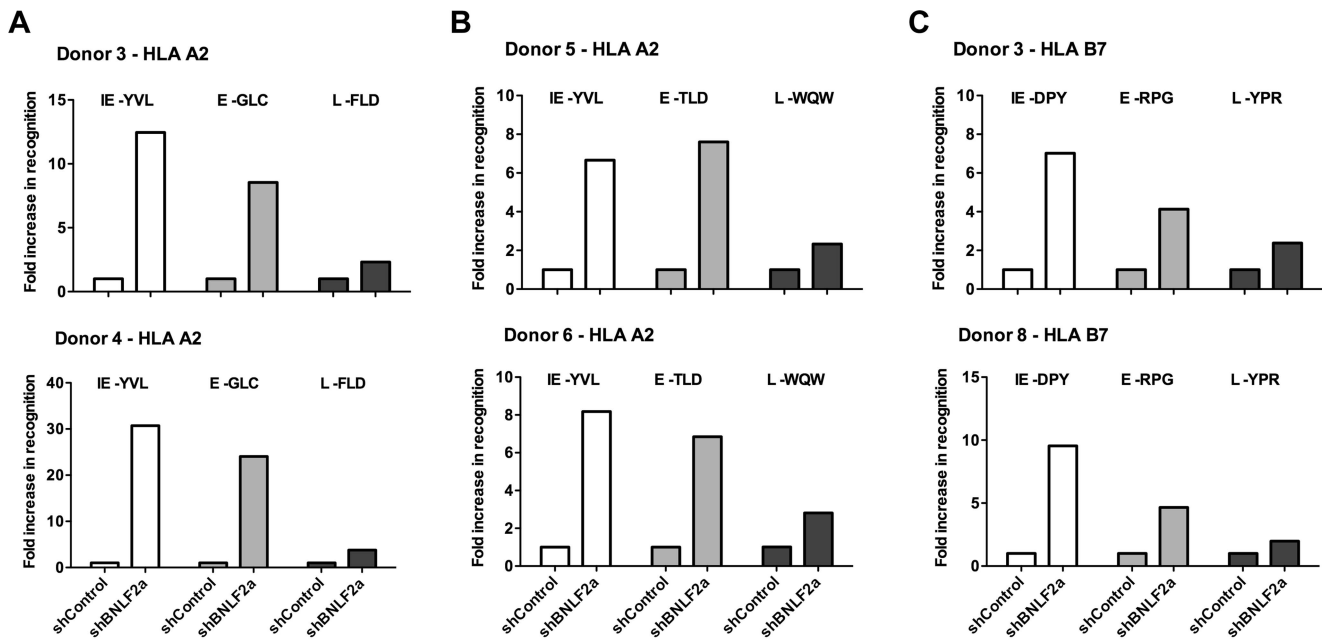 A
Donor 3 - HLA A2
Fold increase in recognition
15
10
5
0
IE -YVL E -GLC L -FLD
Donor 4 - HLA A2
Fold increase in recognition
40
30
20
10
0
IE -YVL E -GLC L -FLD
shControl shBNLF2a shControl shBNLF2a shControl shBNLF2a
B
Donor 5 - HLA A2
Fold increase in recognition
10
8
6
4
2
0
IE -YVL E -TLD L -WQW
Donor 6 - HLA A2
Fold increase in recognition
10
8
6
4
2
0
IE -YVL E -TLD L -WQW
shControl shBNLF2a shControl shBNLF2a shControl shBNLF2a
C
Donor 3 - HLA B7
Fold increase in recognition
10
8
6
4
2
0
IE -DPY E -RPG L -YPR
Donor 8 - HLA B7
Fold increase in recognition
15
10
5
0
IE -DPY E -RPG L -YPR
shControl shBNLF2a shControl shBNLF2a shControl shBNLF2a